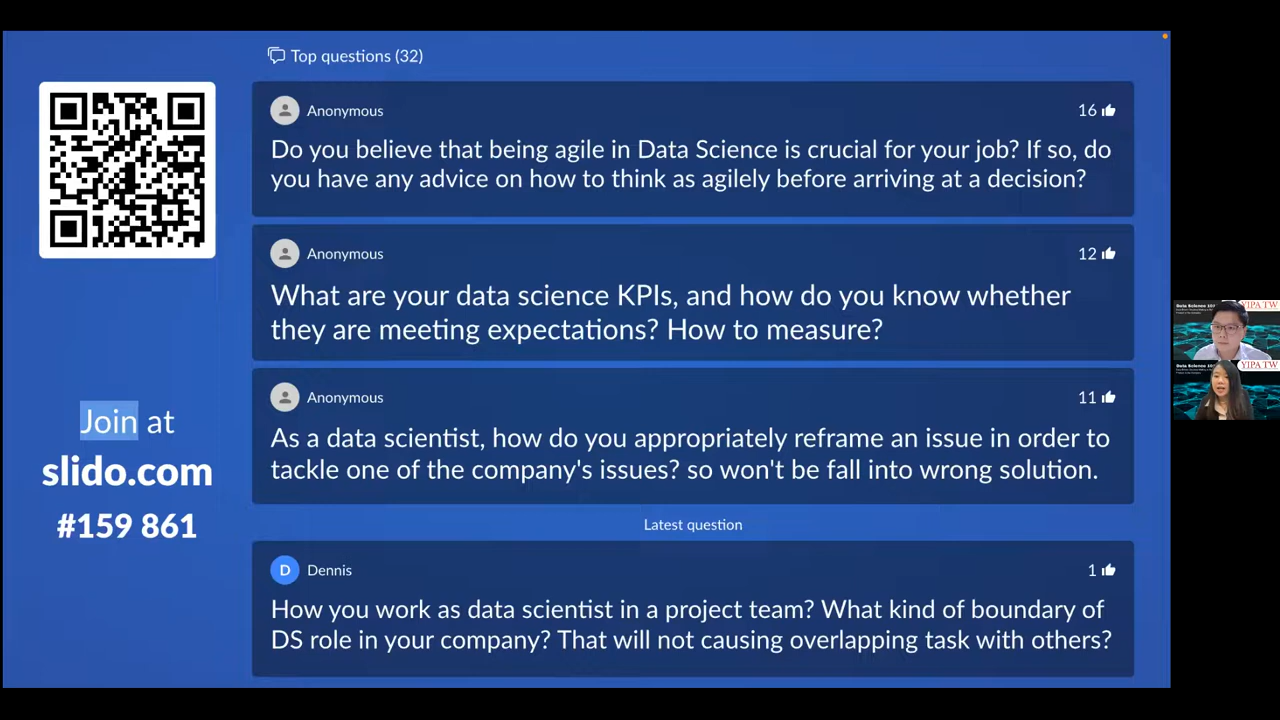 Top questions (32)
Anonymous
16
Do you believe that being agile in Data Science is crucial for your job? If so, do
you have any advice on how to think as agilely before arriving at a decision?
Anonymous
12
What are your data science KPIs, and how do you know whether
they are meeting expectations? How to measure?
Anonymous
11
As a data scientist, how do you appropriately reframe an issue in order to
tackle one of the company's issues? so won't be fall into wrong solution.
Latest question
D
Dennis
1
How you work as data scientist in a project team? What kind of boundary of
DS role in your company? That will not causing overlapping task with others?
Join at
slido.com
#159 861
YIPA TW
YIPA TW